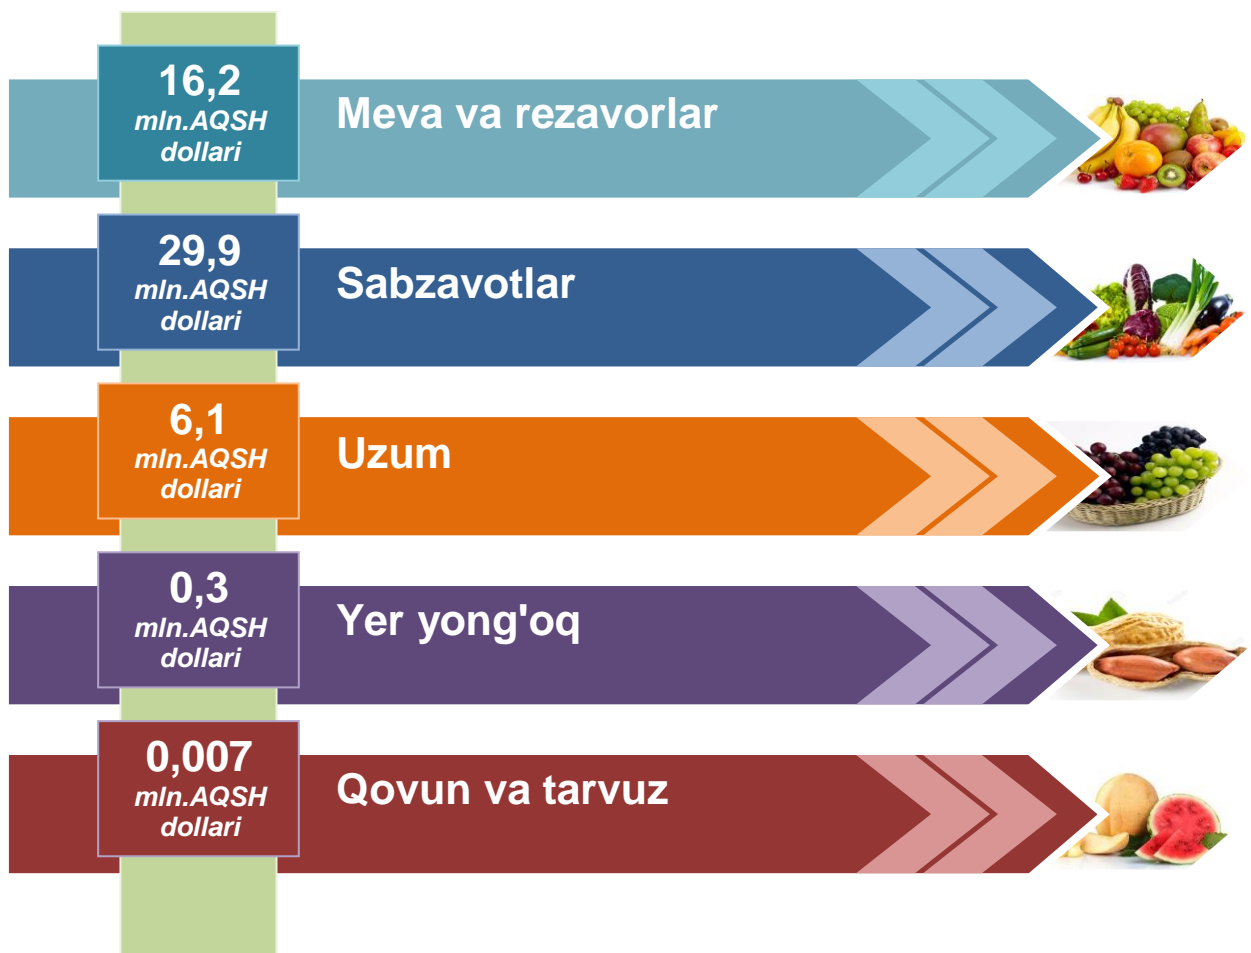 16,2
mln.AQSH
dollari
Meva va rezavorlar
29,9
mln.AQSH
dollari
Sabzavotlar
6,1
mln.AQSH
dollari
Uzum
0,3
mln.AQSH
dollari
Yer yong'oq
0,007
mln.AQSH
dollari
Qovun va tarvuz